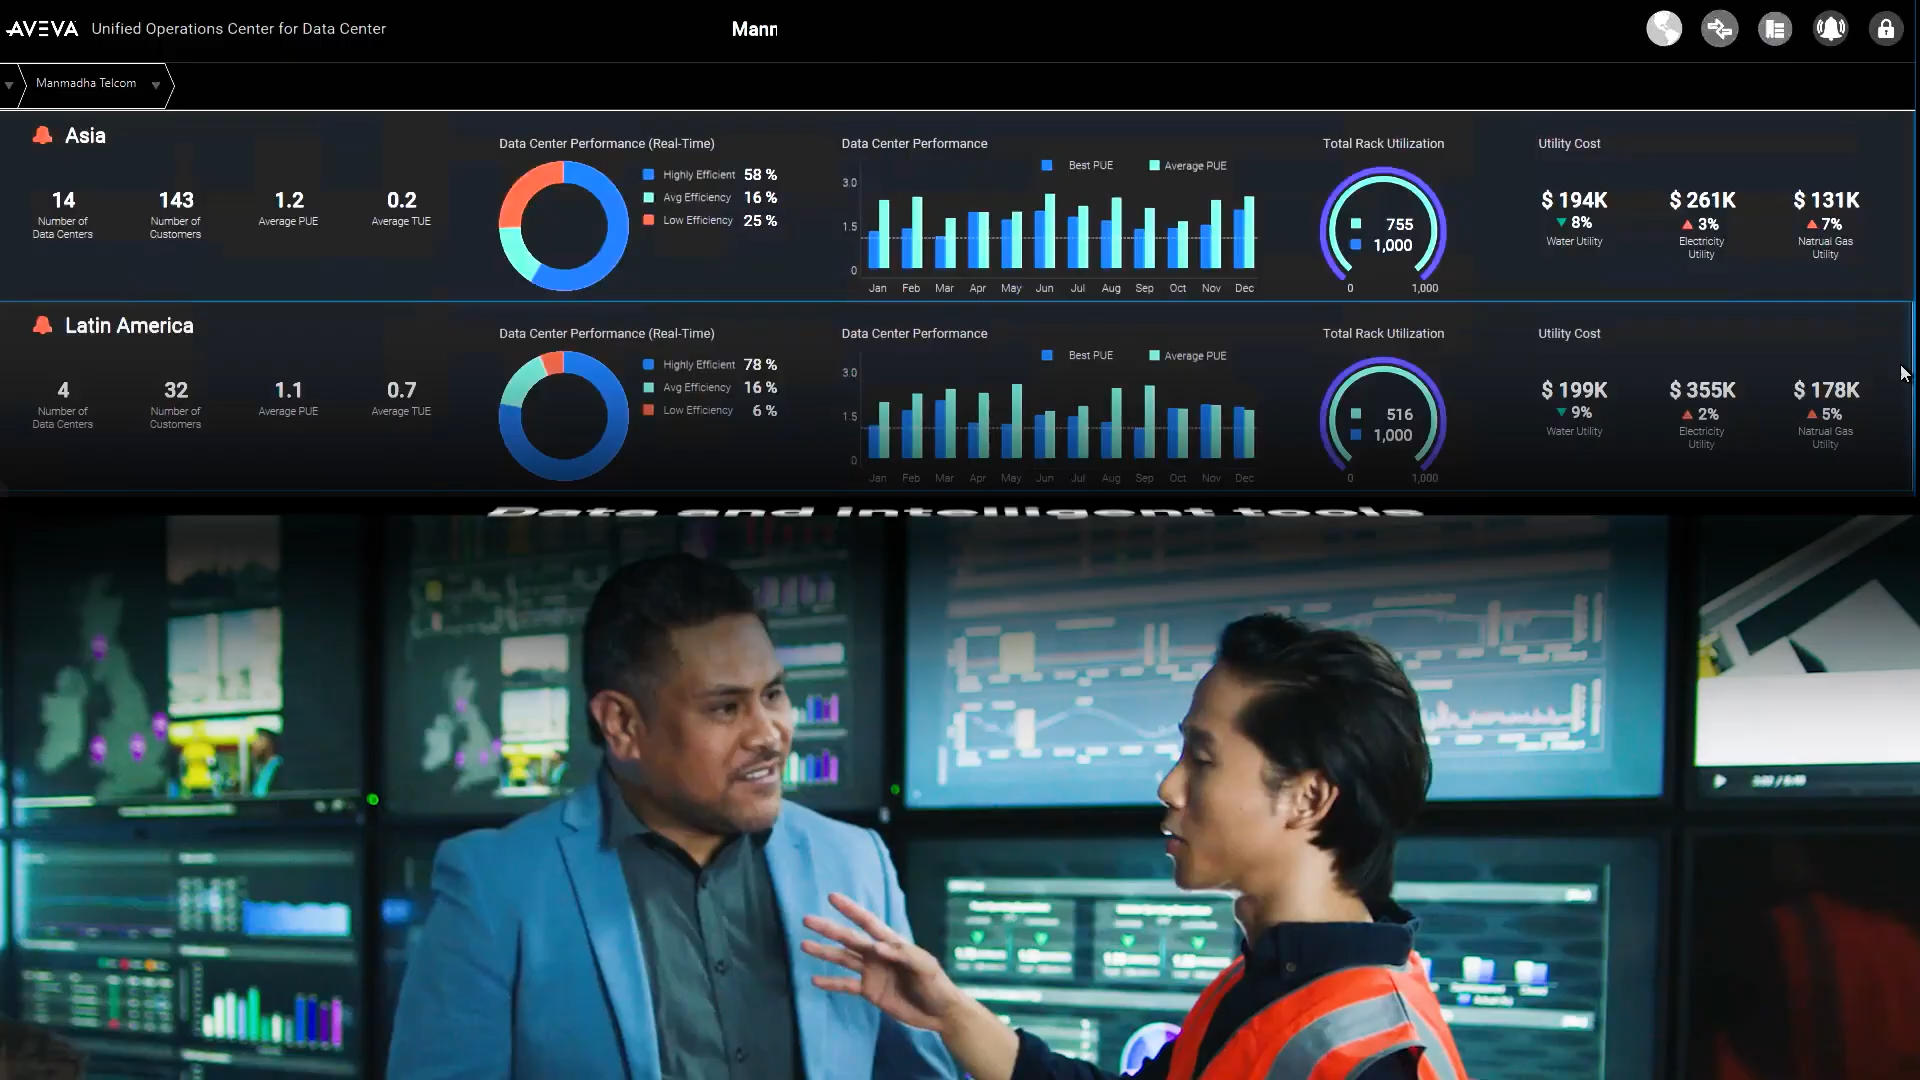 AVEVA Unified Operations Center for Data Center
Mann
Manmadha Telcom
Asia
14
Number of
Data Centers
143
Number of
Customers
1.2
Average PUE
0.2
Average TUE
Data Center Performance (Real-Time)
Highly Efficient 58 %
Avg Efficiency 16 %
Low Efficiency 25 %
Data Center Performance
Best PUE
Average PUE
3.0
1.5
0
Jan Feb Mar Apr May Jun Jul Aug Sep Oct Nov Dec
Total Rack Utilization
755
1,000
0 1,000
Utility Cost
$ 194K
8%
Water Utility
$ 261K
3%
Electricity
Utility
$ 131K
7%
Natrual Gas
Utility
Latin America
4
Number of
Data Centers
32
Number of
Customers
1.1
Average PUE
0.7
Average TUE
Data Center Performance (Real-Time)
Highly Efficient 78 %
Avg Efficiency 16 %
Low Efficiency 6 %
Data Center Performance
Best PUE
Average PUE
3.0
1.5
0
Jan Feb Mar Apr May Jun Jul Aug Sep Oct Nov Dec
Total Rack Utilization
516
1,000
0 1,000
Utility Cost
$ 199K
9%
Water Utility
$ 355K
2%
Electricity
Utility
$ 178K
5%
Natrual Gas
Utility
Data and intelligent tools